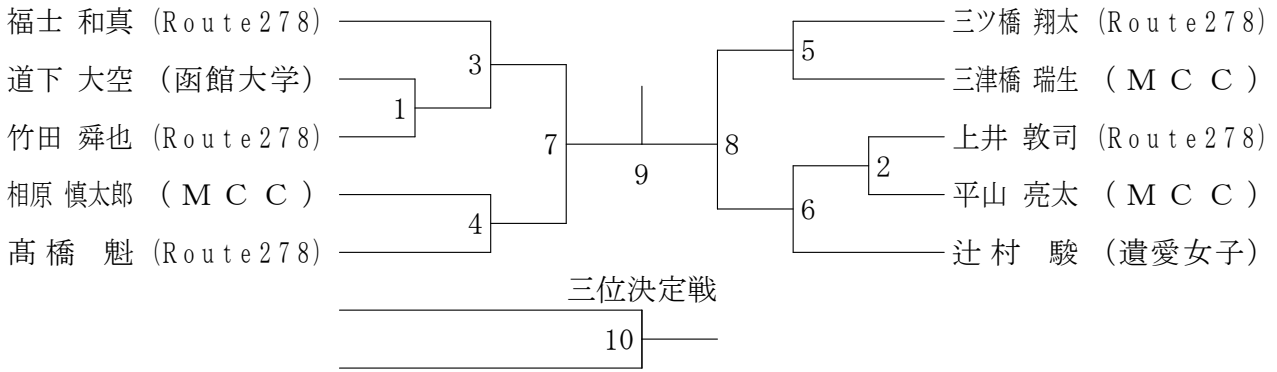 福士 和真 (Route278)
道下 大空 (函館大学)
竹田 舜也 (Route278)
相原 慎太郎 (ＭＣＣ)
髙橋 魁 (Route278)
3
1
7
4
9
三ツ橋 翔太 (Route278)
三津橋 瑞生 (ＭＣＣ)
上井 敦司 (Route278)
平山 亮太 (ＭＣＣ)
辻村 駿 (遺愛女子)
5
8
2
6
三位決定戦
10